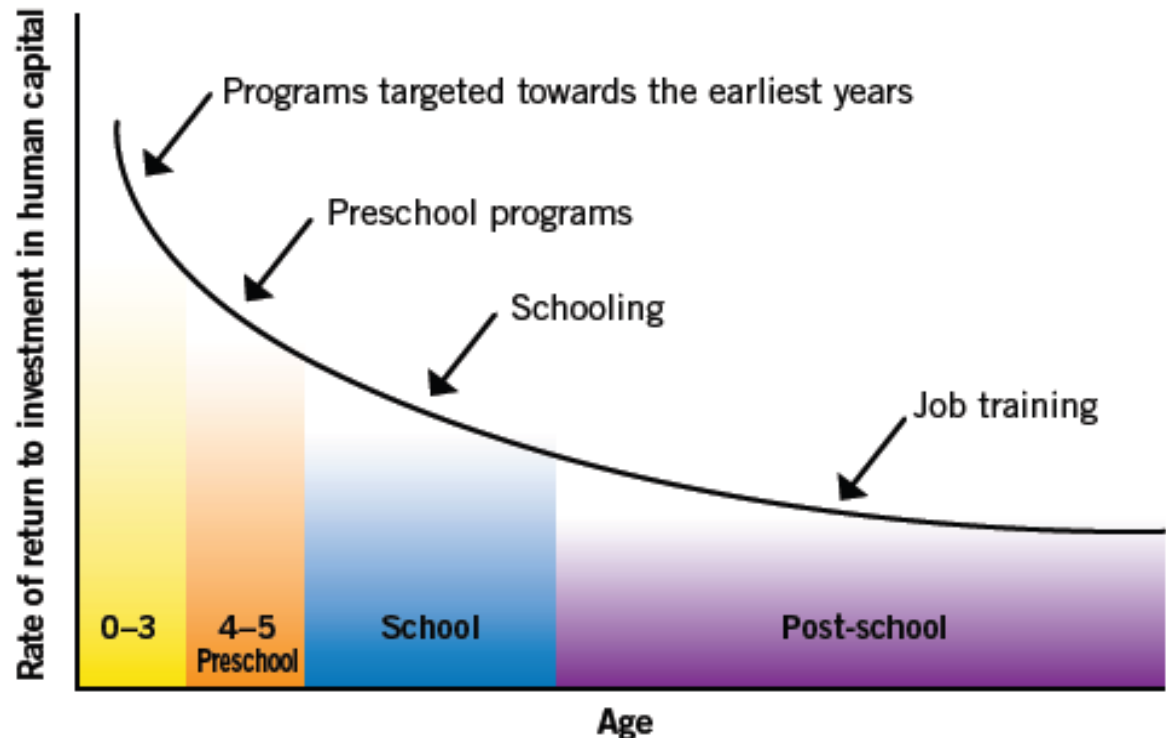 Rate of return to investment in human capital
Programs targeted towards the earliest years
Preschool programs
Schooling
Job training
0–3
4–5
Preschool
School
Post-school
Age